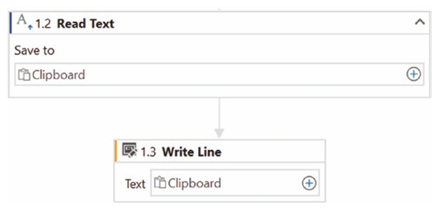 1.2 Read Text
Save to
Clipboard
1.3 Write Line
Text Clipboard